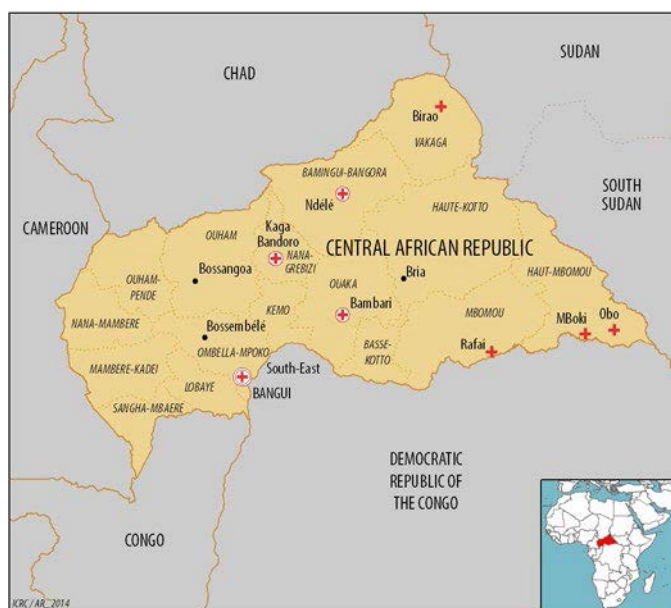 SUDAN
CHAD
Birao
VAKAGA
BAMINGUI-BANGORA
Ndélé
SOUTH
SUDAN
HAUTE-KOTTO
CAMEROON
OUHAM
Kaga
Bandoro
NANA-
GREBIZI
CENTRAL AFRICAN REPUBLIC
OUHAM-
PENDE
Bossangoa
OUAKA
Bria
HAUT-MBOMOU
NANA-MAMBERE
KEMO
Bambari
MBOMOU
MBoki
Obo
Bossembélé
OMBELLA-MPOKO
BASSE-
KOTTO
Rafai
MAMBERE-KADEI
LOBAYE
South-East
BANGUI
SANGHA-MBAERE
DEMOCRATIC
REPUBLIC OF
THE CONGO
CONGO
ICRC / AR_2014